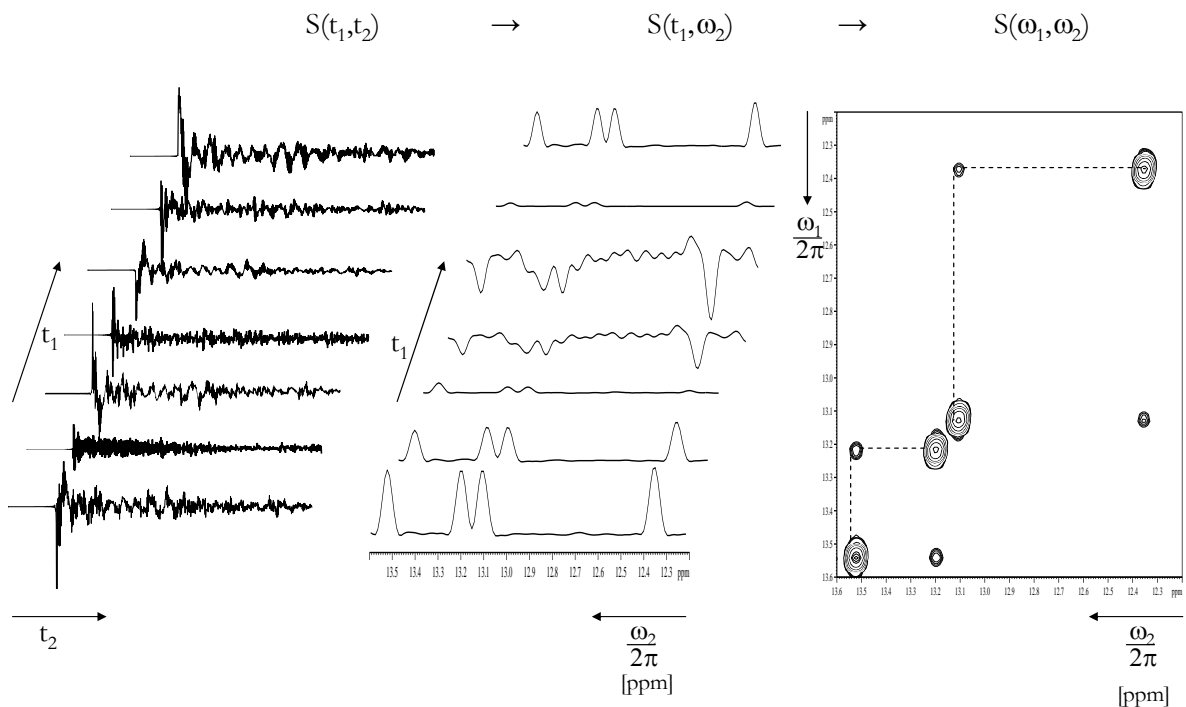 S(t₁,t₂) → S(t₁,ω₂) → S(ω₁,ω₂)
t₁
t₂
t₁
13.5 13.4 13.3 13.2 13.1 13.0 12.9 12.8 12.7 12.6 12.5 12.4 12.3 ppm
ω₂
2π
[ppm]
ω₁
2π
ppm
12.3
12.4
12.5
12.6
12.7
12.8
12.9
13.0
13.1
13.2
13.3
13.4
13.5
13.6
13.6 13.5 13.4 13.3 13.2 13.1 13.0 12.9 12.8 12.7 12.6 12.5 12.4 12.3 ppm
ω₂
2π
[ppm]